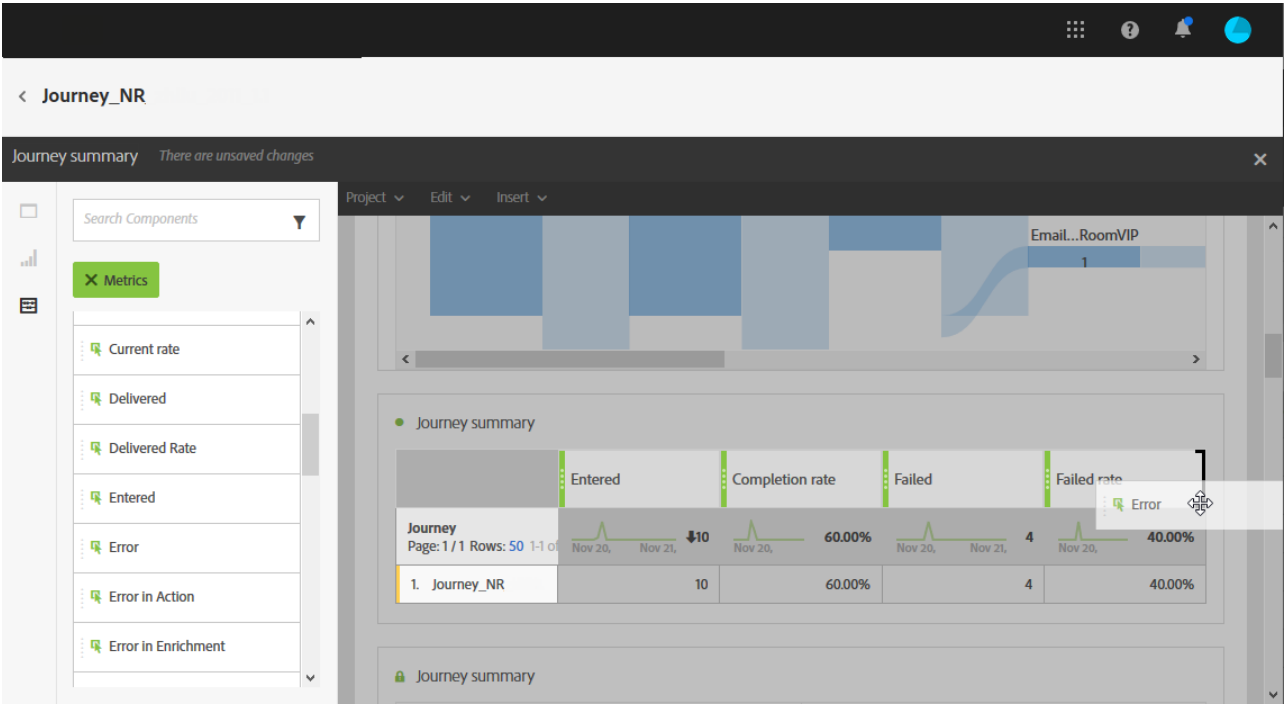 Journey_NR
Journey summary There are unsaved changes
Project Edit Insert
Search Components
Metrics
Current rate
Delivered
Delivered Rate
Entered
Error
Error in Action
Error in Enrichment
Email...RoomVIP
1
Journey summary
Entered Completion rate Failed Failed rate
Error
Journey
Page: 1 / 1 Rows: 50 1-1 of
Nov 20, Nov 21, 10 Nov 20, 60.00% Nov 20, Nov 21, 4 Nov 20, 40.00%
1. Journey_NR 10 60.00% 4 40.00%
Journey summary